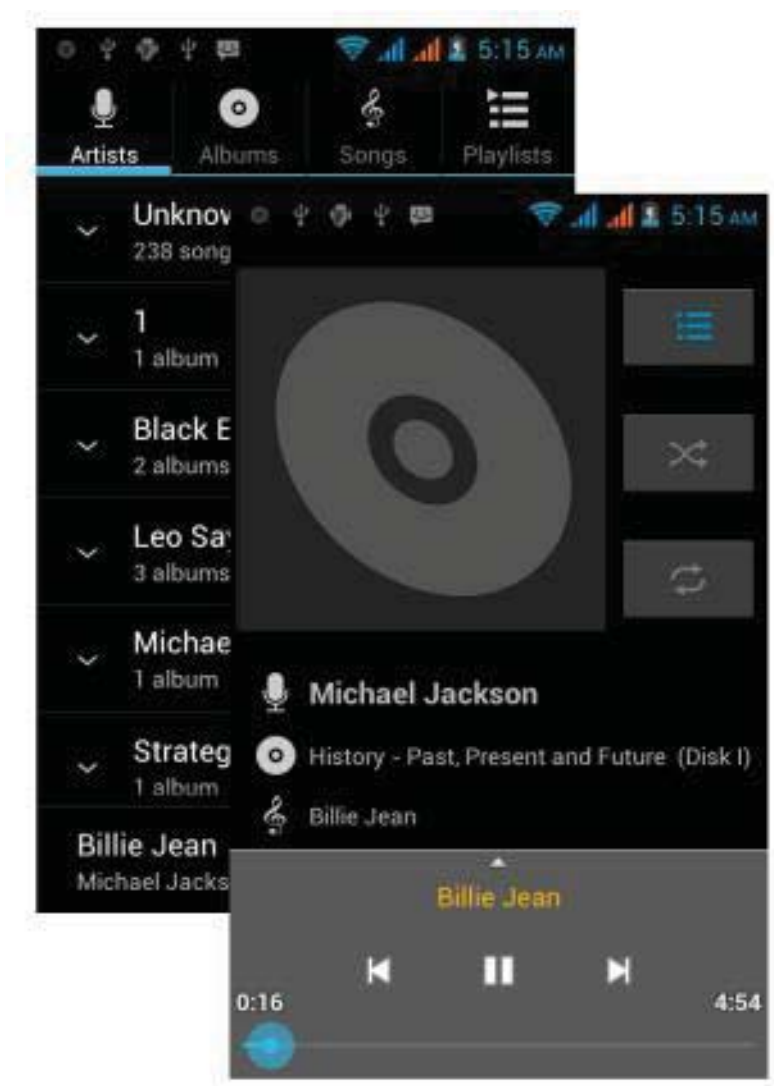 5:15 AM
Artists Albums Songs Playlists
238 song
1
1 album
Black E
2 albums
Leo Sa
3 albums
Michae
1 album
Strateg
1 album
Billie Jean
Michael Jacks
5:15 AM
Michael Jackson
History - Past, Present and Future (Disk I)
Billie Jean
Billie Jean
0:16 4:54